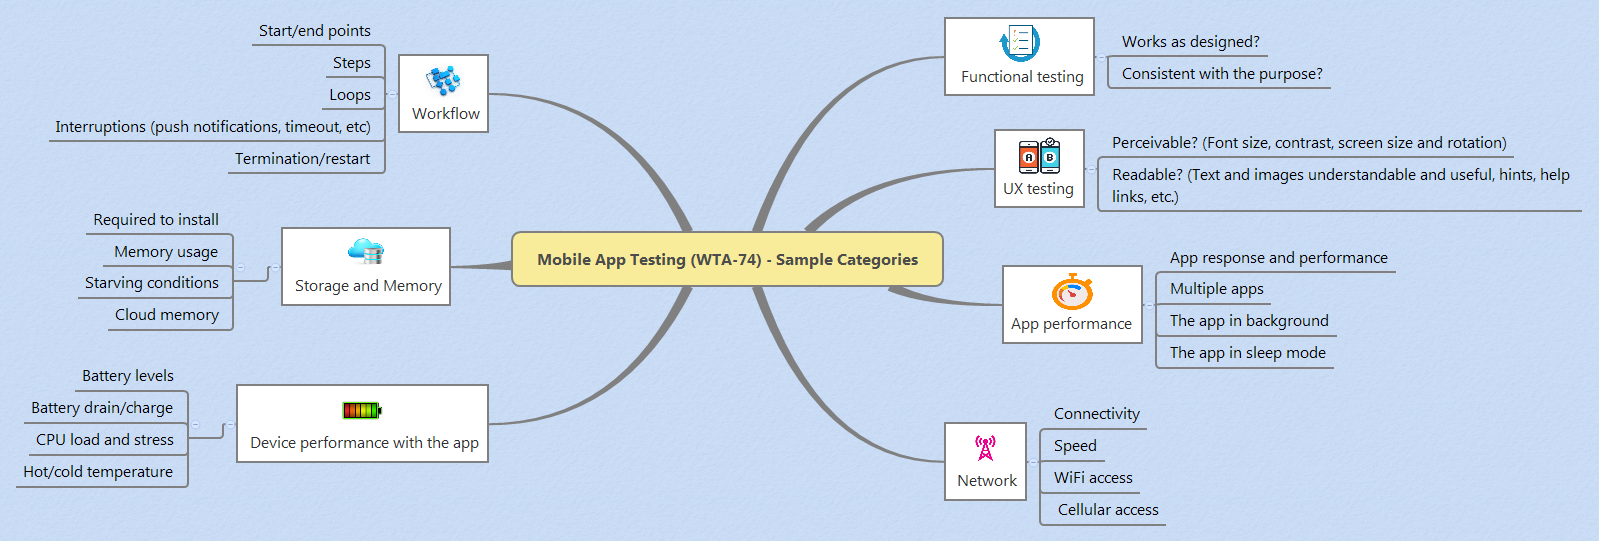 Mobile App Testing (WTA-74) - Sample Categories
Workflow
Start/end points
Steps
Loops
Interruptions (push notifications, timeout, etc)
Termination/restart
Storage and Memory
Required to install
Memory usage
Starving conditions
Cloud memory
Device performance with the app
Battery levels
Battery drain/charge
CPU load and stress
Hot/cold temperature
Functional testing
Works as designed?
Consistent with the purpose?
A B
UX testing
Perceivable? (Font size, contrast, screen size and rotation)
Readable? (Text and images understandable and useful, hints, help
links, etc.)
App performance
App response and performance
Multiple apps
The app in background
The app in sleep mode
Network
Connectivity
Speed
WiFi access
Cellular access